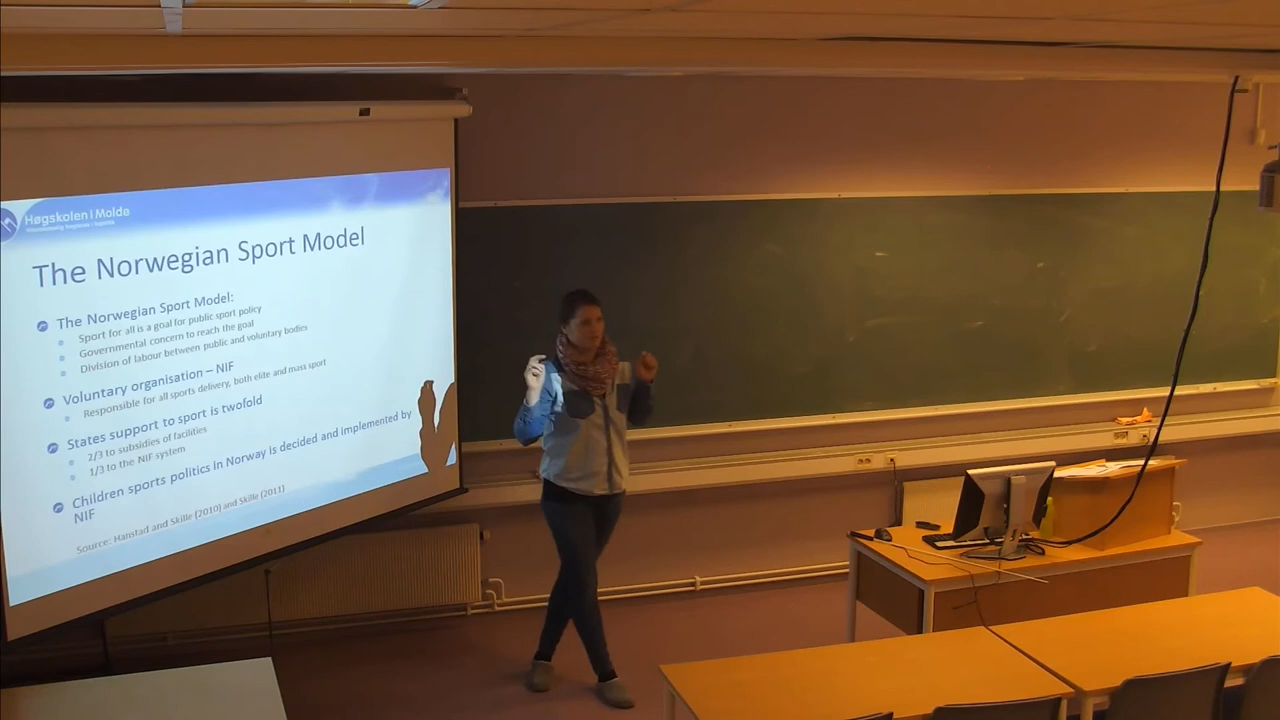 Høgskolen i Molde
The Norwegian Sport Model
The Norwegian Sport Model:
Sport for all is a goal for public sport policy
Governmental concern to reach the goal
Division of labour between public and voluntary bodies
Voluntary organisation – NIF
Responsible for all sports delivery, both elite and mass sport
States support to sport is twofold
2/3 to subsidies of facilities
1/3 to the NIF system
Children sports politics in Norway is decided and implemented by
NIF
Source: Hanstad and Skille (2010) and Skille (2011)